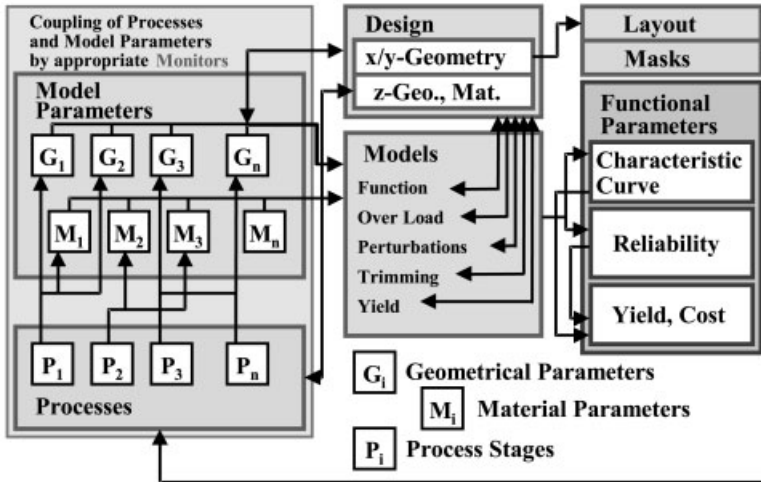 Coupling of Processes
and Model Parameters
by appropriate Monitors
Model
Parameters
G1 G2 G3 Gn
M1 M2 M3 Mn
P1 P2 P3 Pn
Processes
Design
x/y-Geometry
z-Geo., Mat.
Models
Function
Over Load
Perturbations
Trimming
Yield
Layout
Masks
Functional
Parameters
Characteristic
Curve
Reliability
Yield, Cost
Gi Geometrical Parameters
Mi Material Parameters
Pi Process Stages